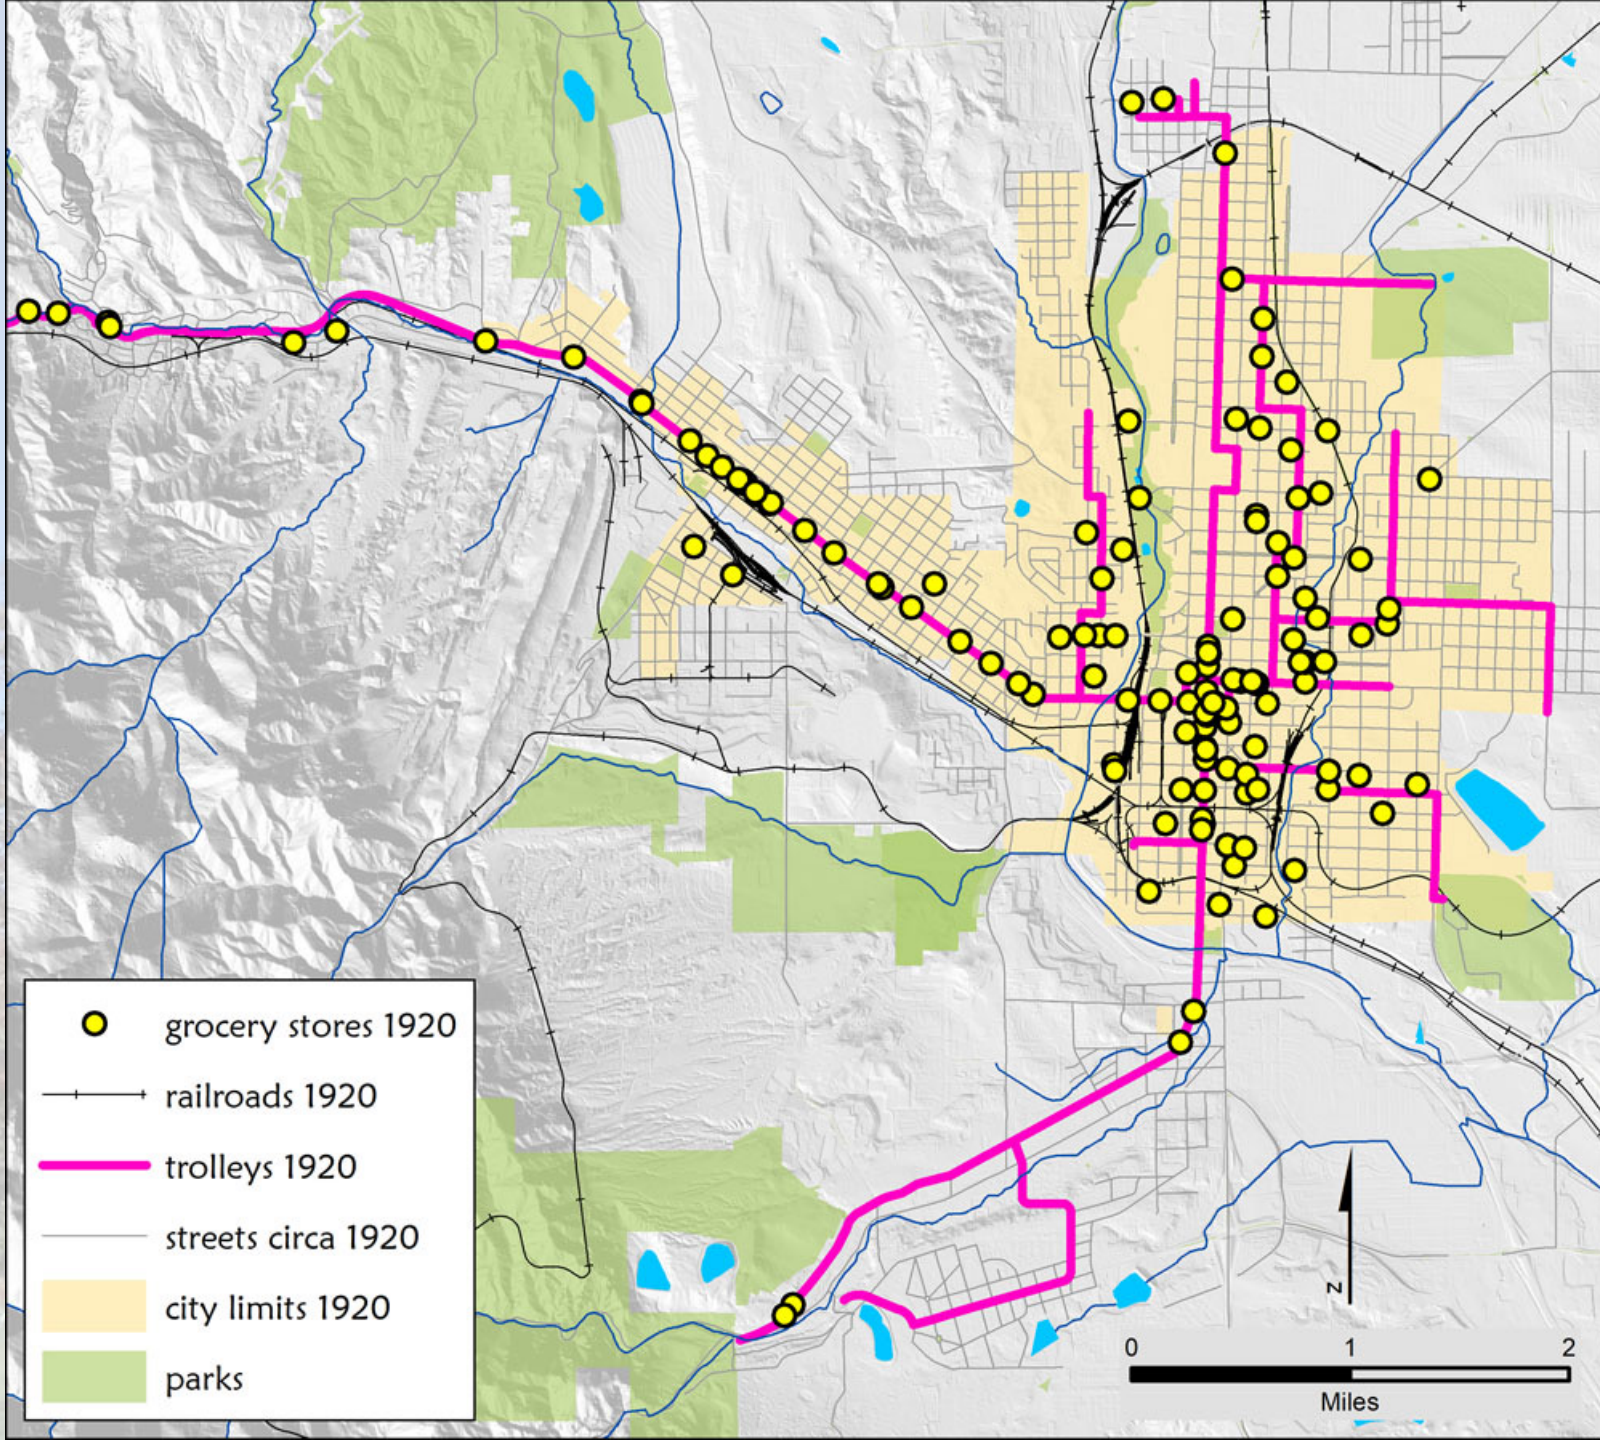 grocery stores 1920
railroads 1920
trolleys 1920
streets circa 1920
city limits 1920
parks
N
0 1 2
Miles